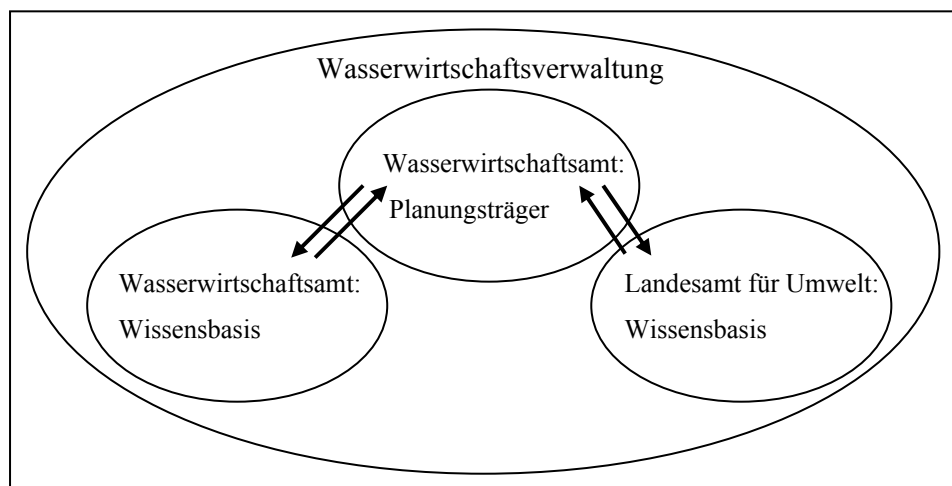 Wasserwirtschaftsverwaltung
Wasserwirtschaftsamt:
Planungsträger
Wasserwirtschaftsamt:
Wissensbasis
Landesamt für Umwelt:
Wissensbasis